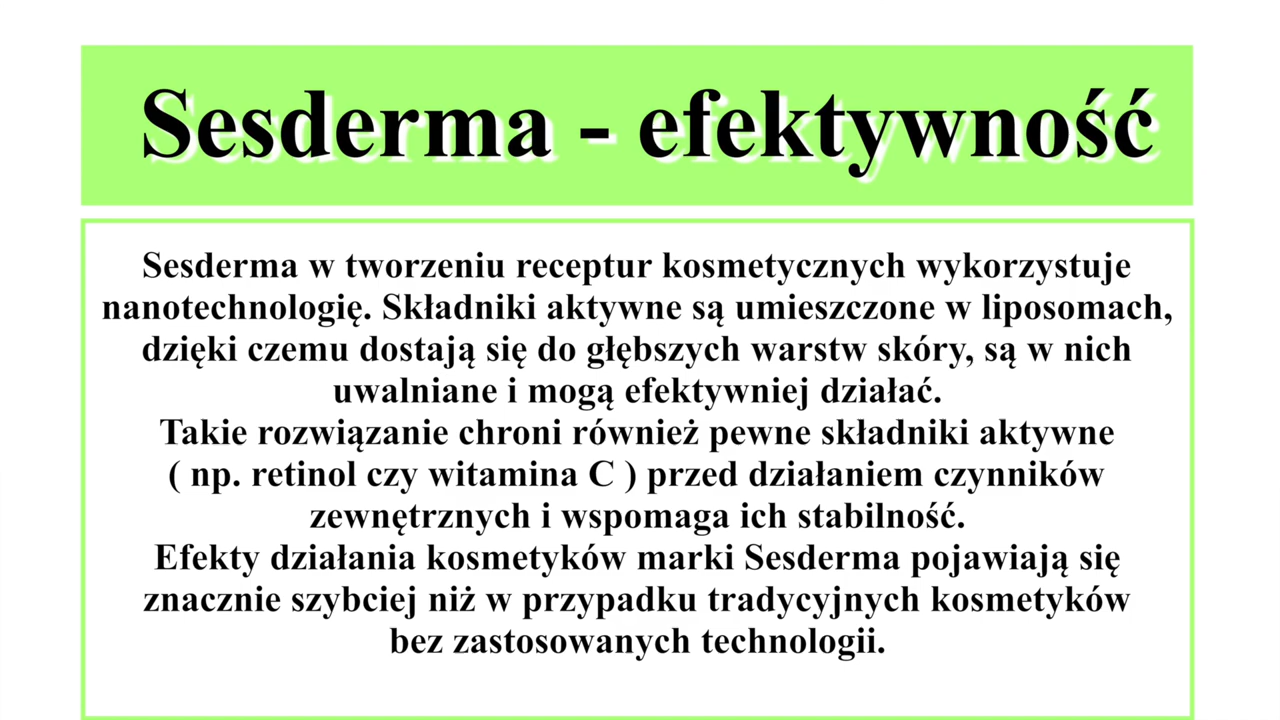 Sesderma - efektywność
Sesderma w tworzeniu receptur kosmetycznych wykorzystuje
nanotechnologię. Składniki aktywne są umieszczone w liposomach,
dzięki czemu dostają się do głębszych warstw skóry, są w nich
uwalniane i mogą efektywniej działać.
Takie rozwiązanie chroni również pewne składniki aktywne
( np. retinol czy witamina C ) przed działaniem czynników
zewnętrznych i wspomaga ich stabilność.
Efekty działania kosmetyków marki Sesderma pojawiają się
znacznie szybciej niż w przypadku tradycyjnych kosmetyków
bez zastosowanych technologii.